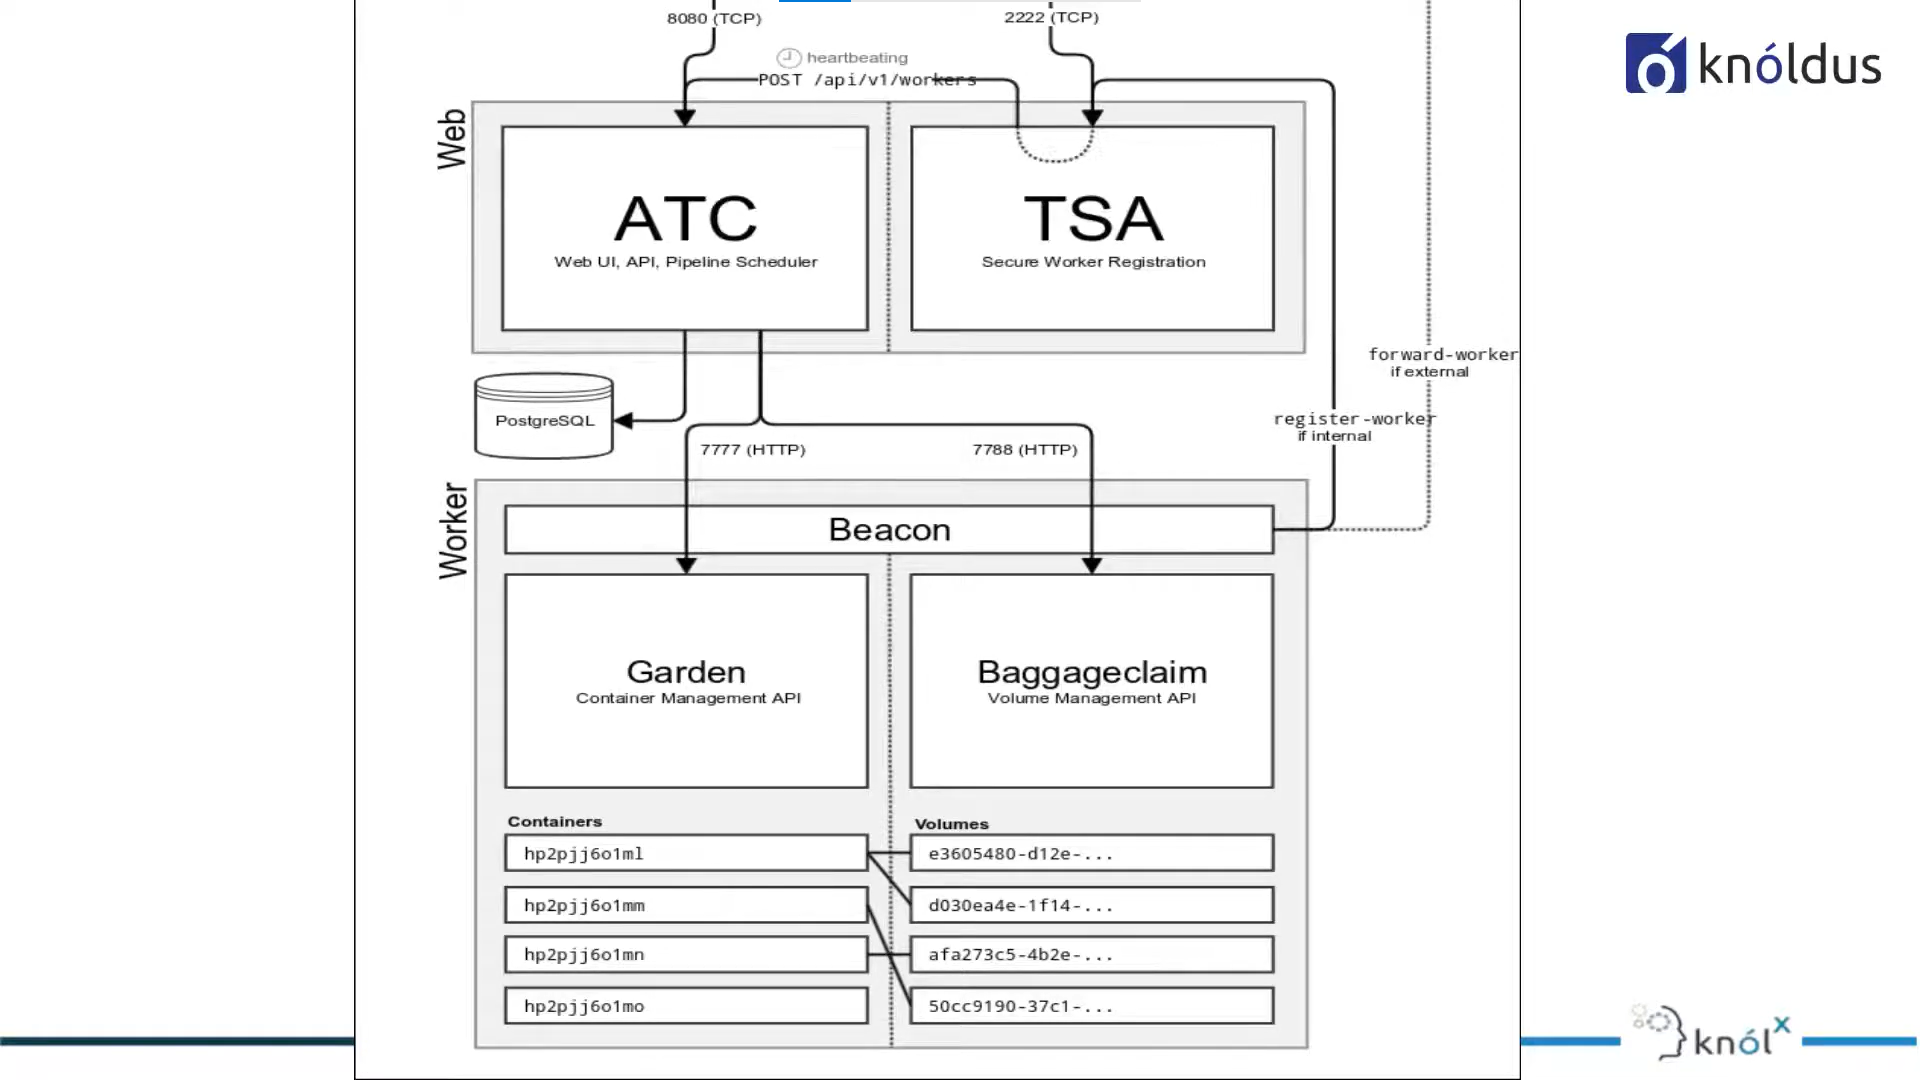 8080 (TCP)
2222 (TCP)
heartbeating
POST /api/v1/workers
knóldus
Web
ATC
Web UI, API, Pipeline Scheduler
TSA
Secure Worker Registration
forward-worker
if external
PostgreSQL
register-worker
if internal
7777 (HTTP)
7788 (HTTP)
Worker
Beacon
Garden
Container Management API
Baggageclaim
Volume Management API
Containers
Volumes
hp2pjj6o1ml
e3605480-d12e-...
hp2pjj6o1mm
d030ea4e-1f14-...
hp2pjj6o1mn
afa273c5-4b2e-...
hp2pjj6o1mo
50cc9190-37c1-...
knólx